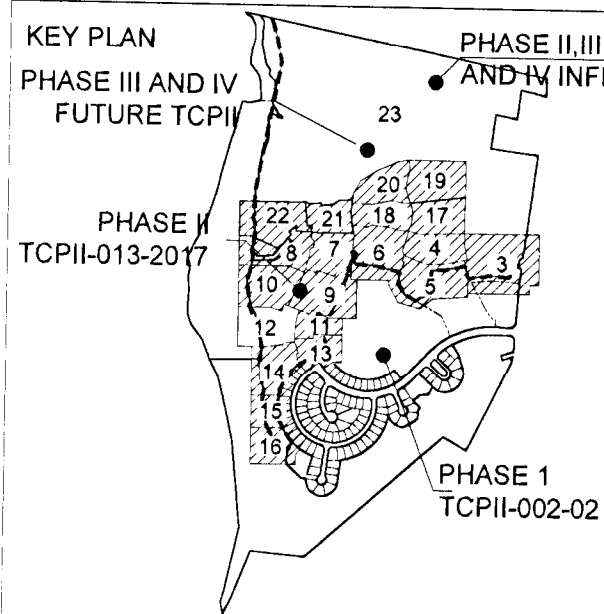 KEY PLAN
PHASE II, III
AND IV INF
PHASE III AND IV
FUTURE TCPII
23
20 19
22 21 18 17
PHASE II
TCPII-013-2017
8 7 6 4 3
10 9 5
12 11
13
14
15
16
PHASE 1
TCPII-002-02